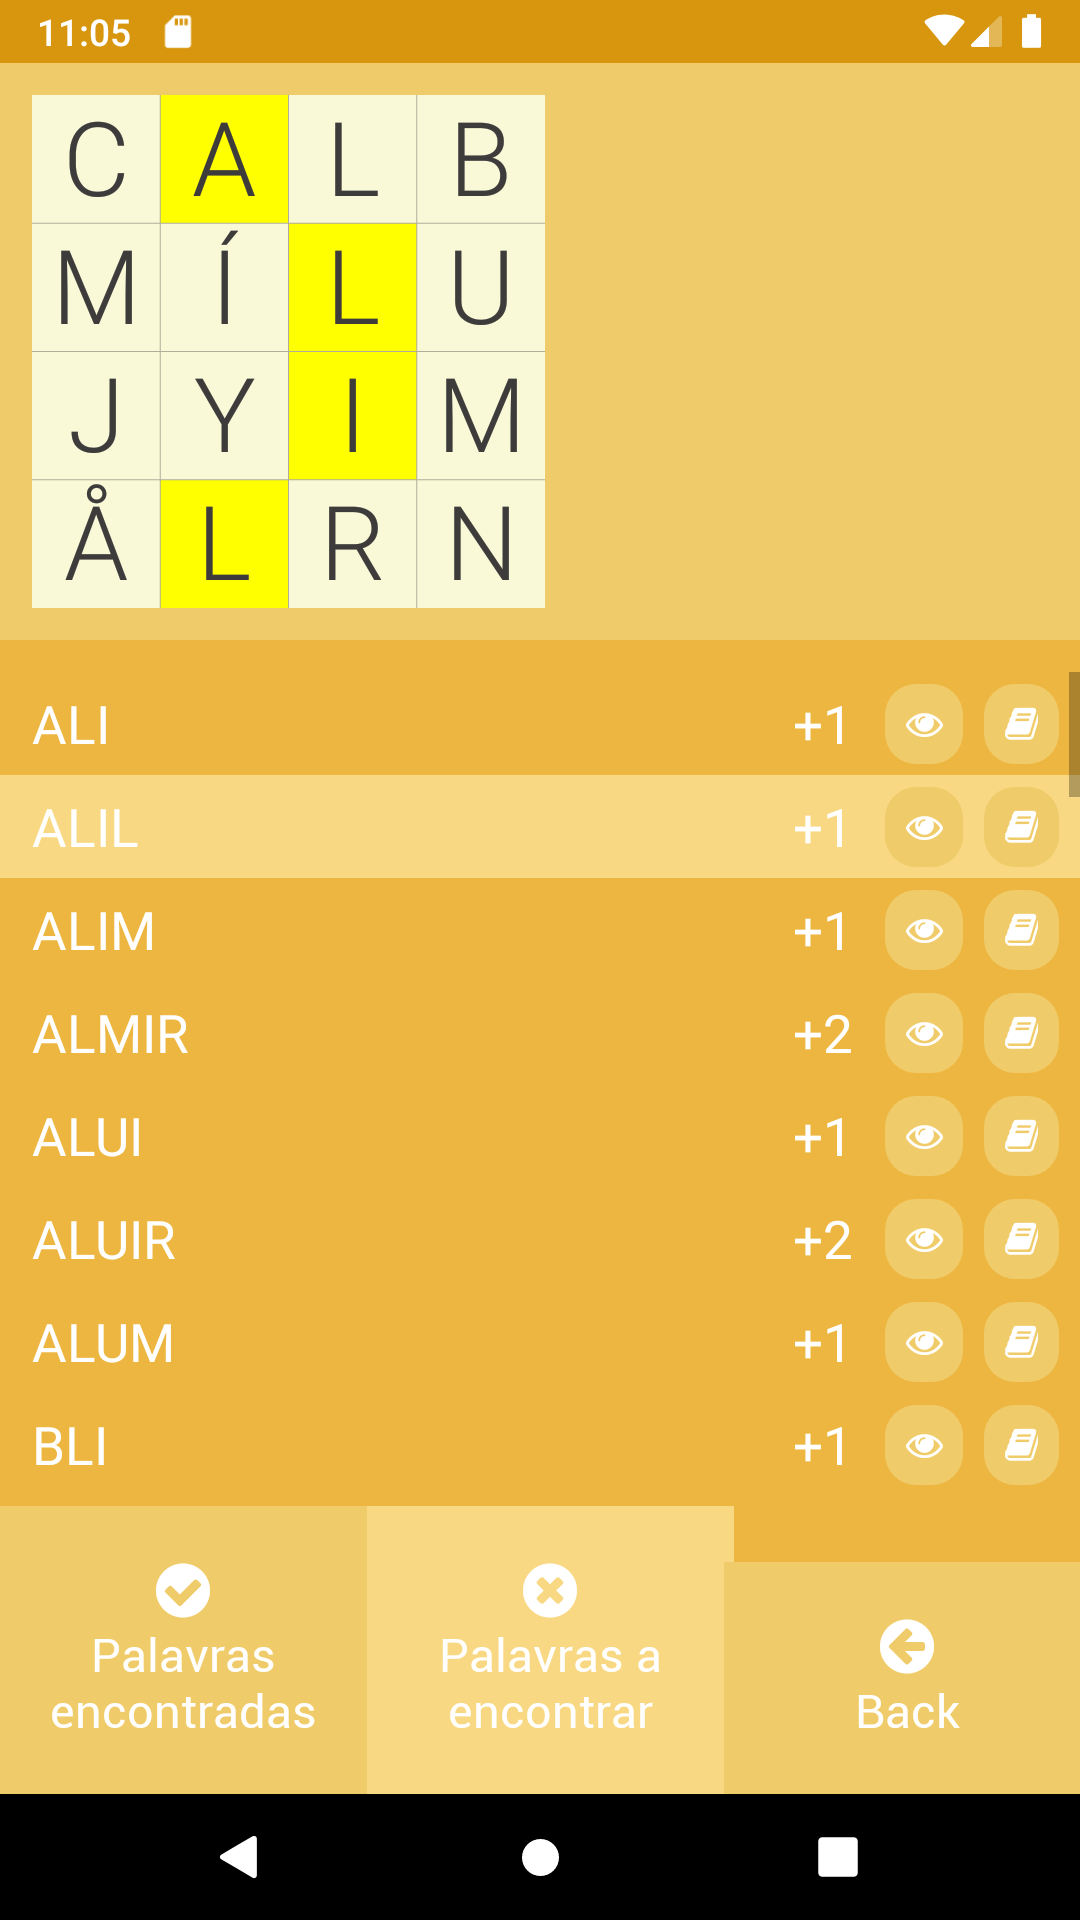 11:05
C A L B
M Í L U
J Y I M
Å L R N
ALI +1
ALIL +1
ALIM +1
ALMIR +2
ALUI +1
ALUIR +2
ALUM +1
BLI +1
Palavras
encontradas
Palavras a
encontrar
Back